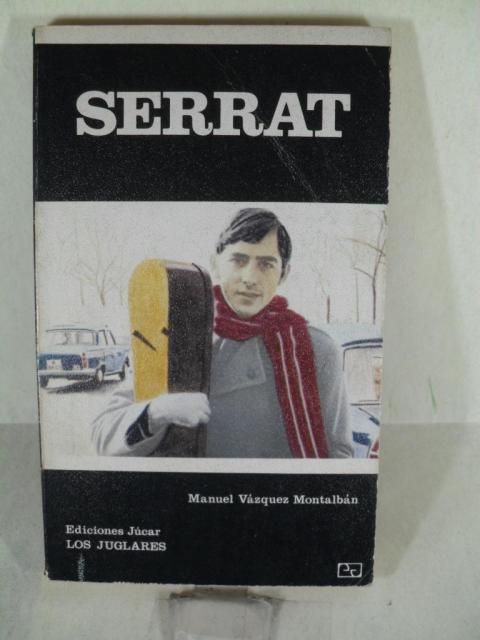 SERRAT
Manuel Vázquez Montalbán
Ediciones Júcar
LOS JUGLARES